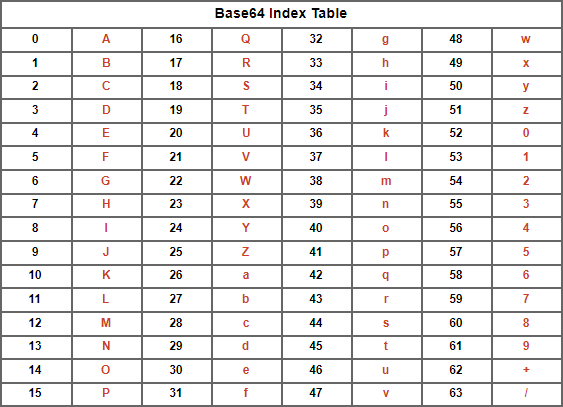 Base64 Index Table
0 A 16 Q 32 g 48 w
1 B 17 R 33 h 49 x
2 C 18 S 34 i 50 y
3 D 19 T 35 j 51 z
4 E 20 U 36 k 52 0
5 F 21 V 37 l 53 1
6 G 22 W 38 m 54 2
7 H 23 X 39 n 55 3
8 I 24 Y 40 o 56 4
9 J 25 Z 41 p 57 5
10 K 26 a 42 q 58 6
11 L 27 b 43 r 59 7
12 M 28 c 44 s 60 8
13 N 29 d 45 t 61 9
14 O 30 e 46 u 62 +
15 P 31 f 47 v 63 /